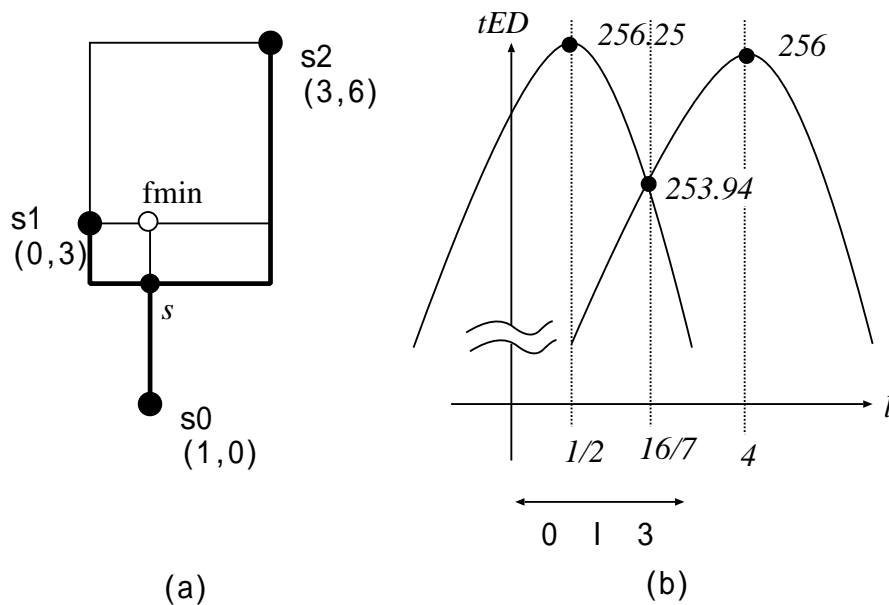 s2
(3,6)
fmin
s1
(0,3)
s
s0
(1,0)
(a)
tED
256.25
256
253.94
l
1/2
16/7
4
0 l 3
(b)